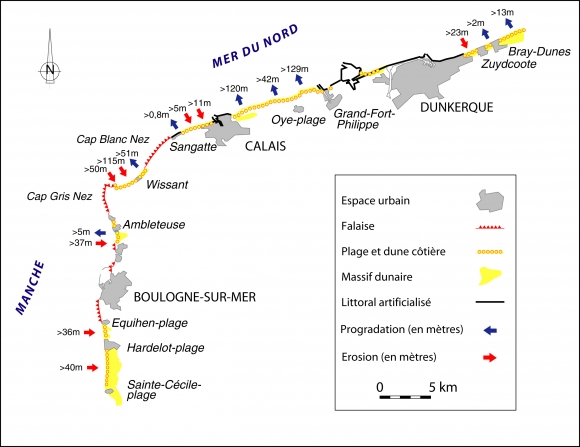 >13m
>2m
>23m
Bray-Dunes
Zuydcoote
MER DU NORD
N
>129m
>42m
>120m
DUNKERQUE
Grand-Fort-
Philippe
Oye-plage
>11m
>5m
>0,8m
Cap Blanc Nez
Sangatte
CALAIS
>51m
>115m
>50m
Wissant
Cap Gris Nez
Ambleteuse
>5m
>37m
MANCHE
BOULOGNE-SUR-MER
Equihen-plage
>36m
Hardelot-plage
>40m
Sainte-Cécile-
plage
Espace urbain
Falaise
Plage et dune côtière
Massif dunaire
Littoral artificialisé
Progradation (en mètres)
Erosion (en mètres)
0 5 km